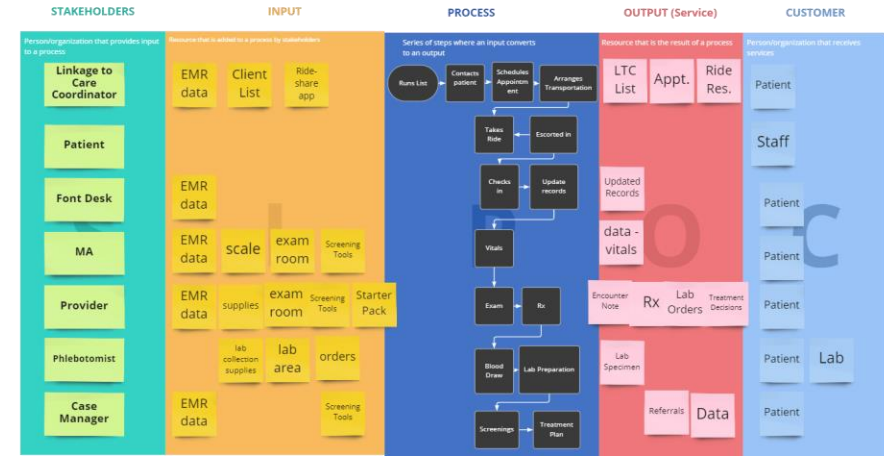 STAKEHOLDERS
INPUT
PROCESS
OUTPUT (Service)
CUSTOMER
Person/organization that provides input
to a process
Resource that is added to a process by stakeholders
Series of steps where an input converts
to an output
Resource that is the result of a process
Person/organization that receives
services
Linkage to
Care
Coordinator
EMR
data
Client
List
Ride-
share
app
Runs List
Contacts
patient
Schedules
Appointm
ent
Arranges
Transportation
LTC
List
Appt.
Ride
Res.
Patient
Patient
Takes
Ride
Escorted in
Staff
Font Desk
EMR
data
Checks
in
Update
records
Updated
Records
Patient
S I P O C
MA
EMR
data
scale
exam
room
Screening
Tools
Vitals
data -
vitals
Patient
Provider
EMR
data
supplies
exam
room
Screening
Tools
Starter
Pack
Exam
Rx
Encounter
Note
Rx
Lab
Orders
Treatment
Decisions
Patient
Phlebotomist
lab
collection
supplies
lab
area
orders
Blood
Draw
Lab Preparation
Lab
Specimen
Patient
Lab
Case
Manager
EMR
data
Screening
Tools
Screenings
Treatment
Plan
Referrals
Data
Patient